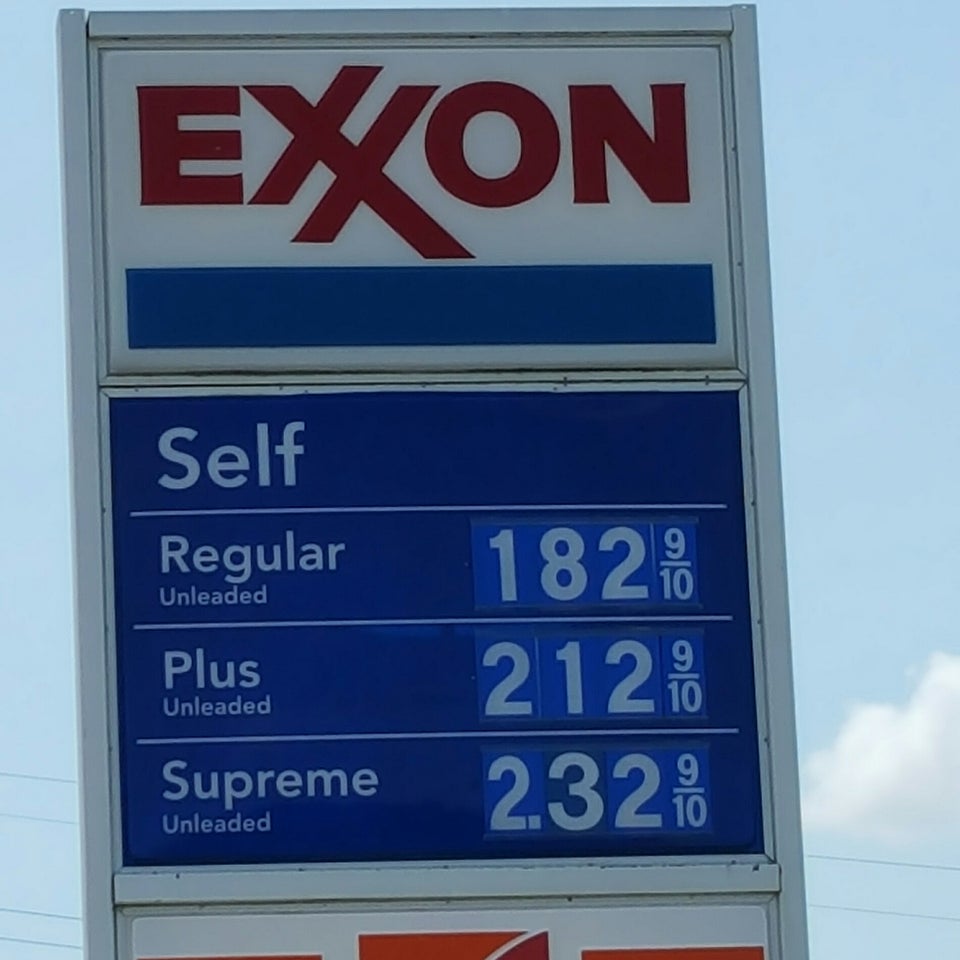 EXXON
Self
Regular 182 9/10
Unleaded
Plus 212 9/10
Unleaded
Supreme 2.32 9/10
Unleaded